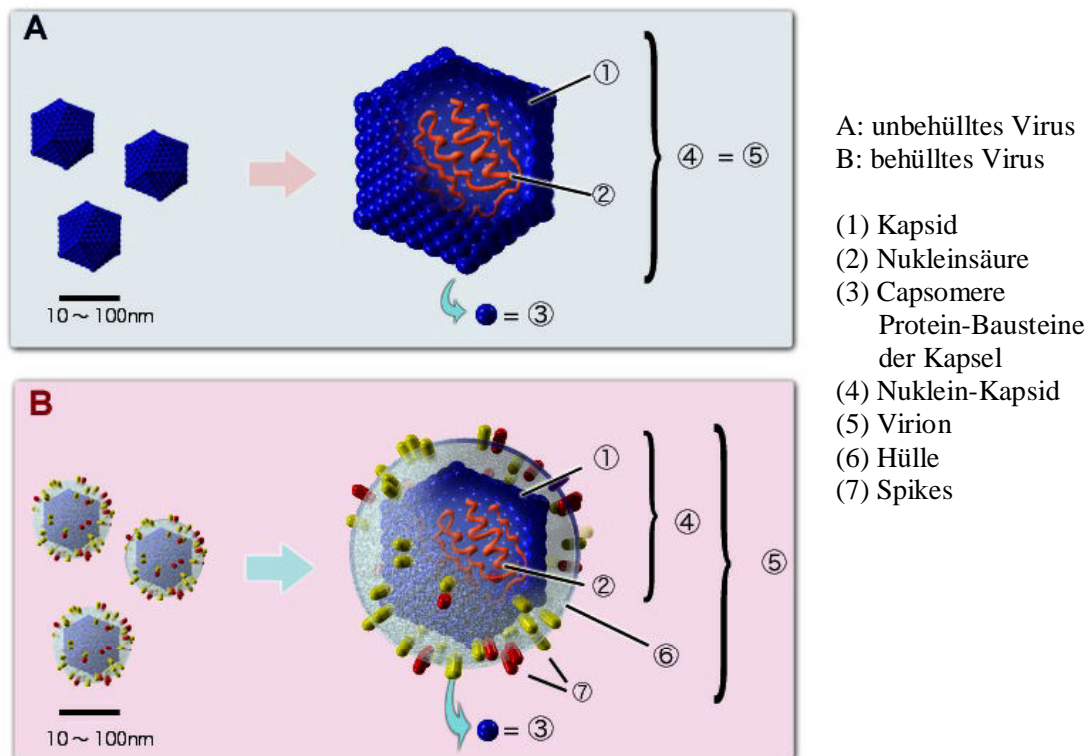 A
①
②
④ = ⑤
= ③
10 ~ 100nm
B
①
④
②
⑤
⑥
⑦
= ③
10 ~ 100nm
A: unbehülltes Virus
B: behülltes Virus
(1) Kapsid
(2) Nukleinsäure
(3) Capsomere
Protein-Bausteine
der Kapsel
(4) Nuklein-Kapsid
(5) Virion
(6) Hülle
(7) Spikes